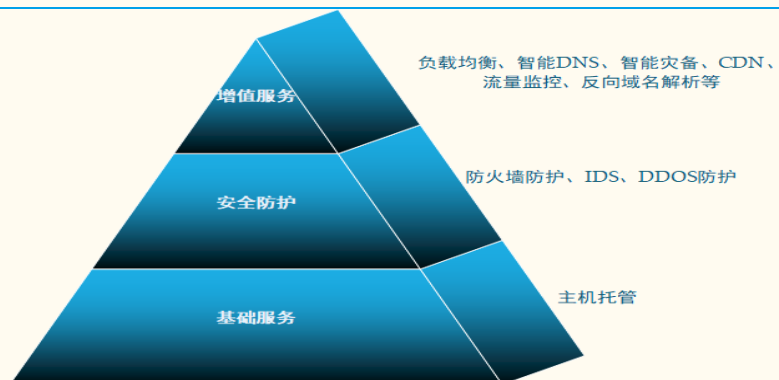 负载均衡、智能DNS、智能灾备、CDN、
流量监控、反向域名解析等
增值服务
防火墙防护、IDS、DDOS防护
安全防护
主机托管
基础服务